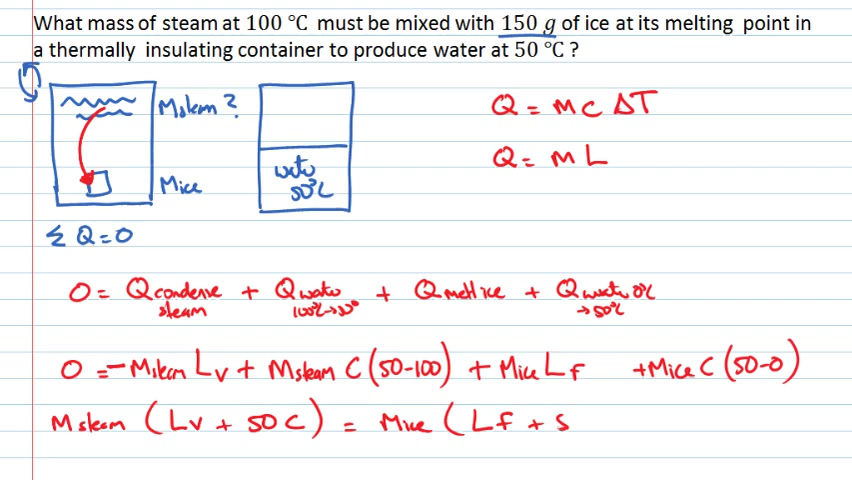 What mass of steam at 100 °C must be mixed with 150 g of ice at its melting point in
a thermally insulating container to produce water at 50 °C ?
Msteam ?
Mice
water
50°C
Q = M C ΔT
Q = M L
Σ Q = 0
0 = Qcondense steam + Qwater 100°C→50° + Qmelt ice + Qwater 0°C →50°C
0 = -Msteam Lv + Msteam C (50-100) + Mice Lf + Mice C (50-0)
Msteam ( Lv + 50 C ) = Mice ( Lf + 5